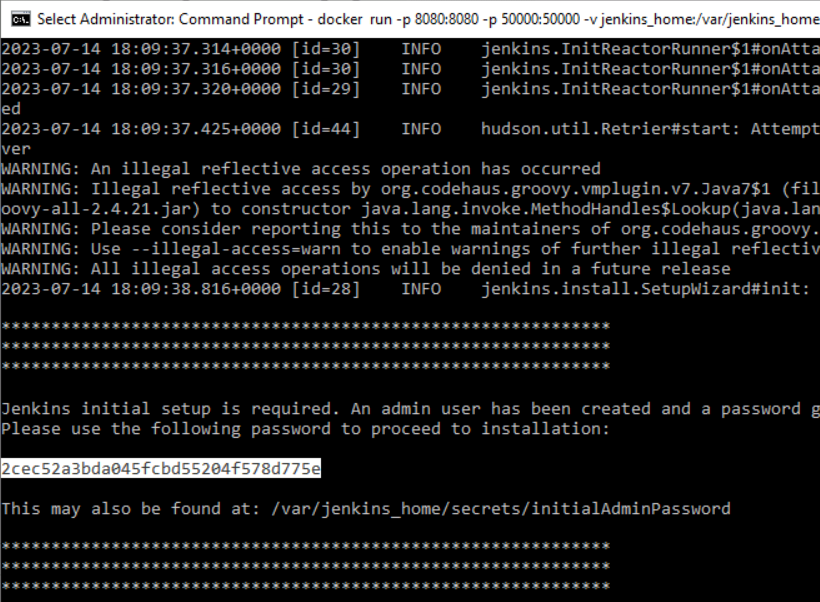 Select Administrator: Command Prompt - docker run -p 8080:8080 -p 50000:50000 -v jenkins_home:/var/jenkins_home
2023-07-14 18:09:37.314+0000 [id=30] INFO jenkins.InitReactorRunner$1#onAtta
2023-07-14 18:09:37.316+0000 [id=30] INFO jenkins.InitReactorRunner$1#onAtta
2023-07-14 18:09:37.320+0000 [id=29] INFO jenkins.InitReactorRunner$1#onAtta
ed
2023-07-14 18:09:37.425+0000 [id=44] INFO hudson.util.Retrier#start: Attempt
ver
WARNING: An illegal reflective access operation has occurred
WARNING: Illegal reflective access by org.codehaus.groovy.vmplugin.v7.Java7$1 (fil
oovy-all-2.4.21.jar) to constructor java.lang.invoke.MethodHandles$Lookup(java.lan
WARNING: Please consider reporting this to the maintainers of org.codehaus.groovy.
WARNING: Use --illegal-access=warn to enable warnings of further illegal reflectiv
WARNING: All illegal access operations will be denied in a future release
2023-07-14 18:09:38.816+0000 [id=28] INFO jenkins.install.SetupWizard#init:
*************************************************************
*************************************************************
*************************************************************
Jenkins initial setup is required. An admin user has been created and a password g
Please use the following password to proceed to installation:
2cec52a3bda045fcbd55204f578d775e
This may also be found at: /var/jenkins_home/secrets/initialAdminPassword
*************************************************************
*************************************************************
*************************************************************